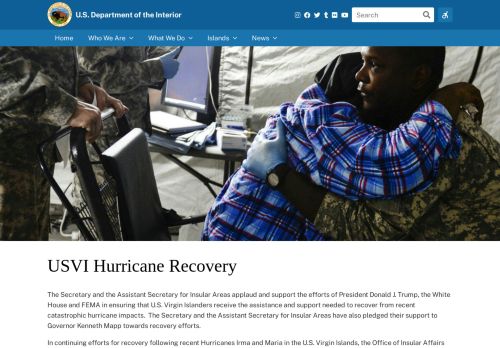 U.S. Department of the Interior
Search
Home
Who We Are
What We Do
Islands
News
USVI Hurricane Recovery
The Secretary and the Assistant Secretary for Insular Areas applaud and support the efforts of President Donald J. Trump, the White
House and FEMA in ensuring that U.S. Virgin Islanders receive the assistance and support needed to recover from recent
catastrophic hurricane impacts.  The Secretary and the Assistant Secretary for Insular Areas have also pledged their support to
Governor Kenneth Mapp towards recovery efforts.
In continuing efforts for recovery following recent Hurricanes Irma and Maria in the U.S. Virgin Islands, the Office of Insular Affairs